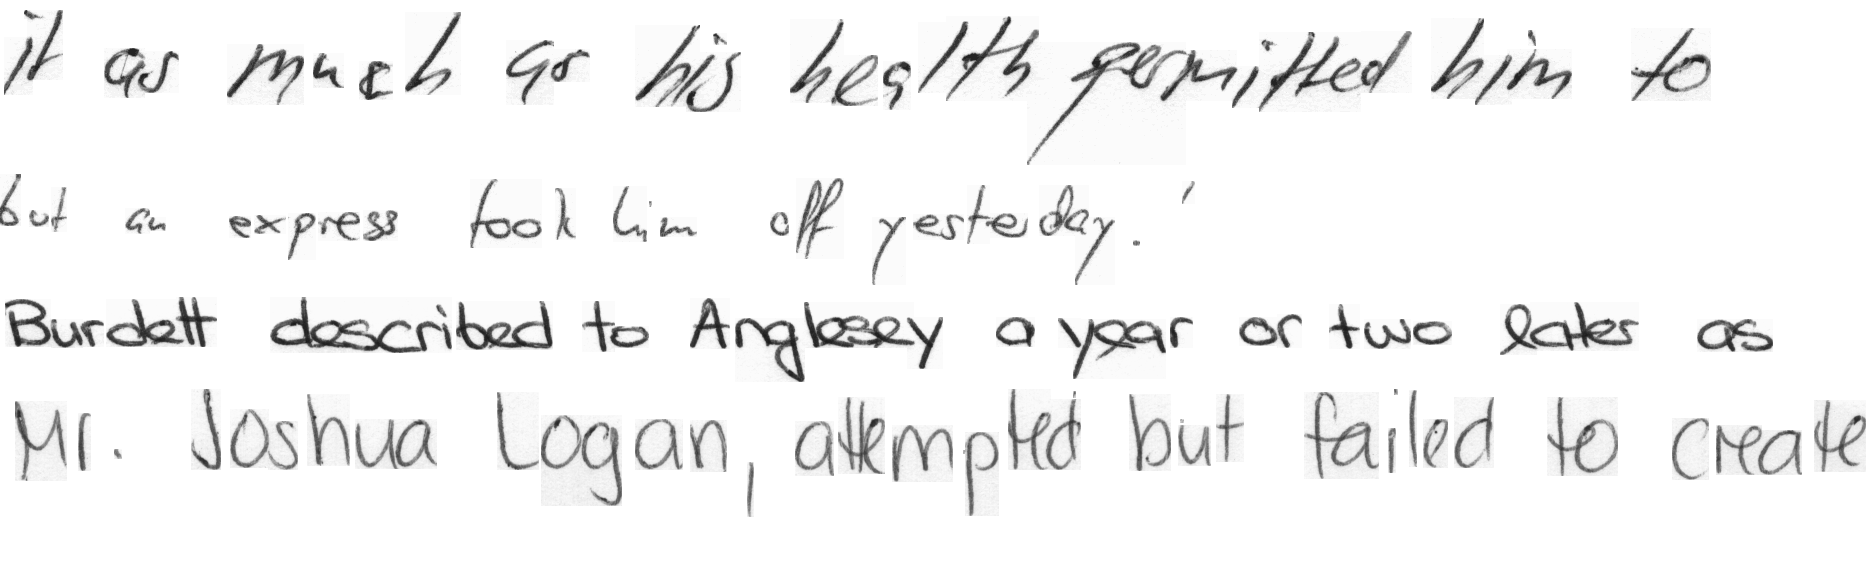 it as much as his health permitted him to
but an express took him off yesterday.'
Burdett described to Anglesey a year or two later as
Mr. Joshua Logan, attempted but failed to create